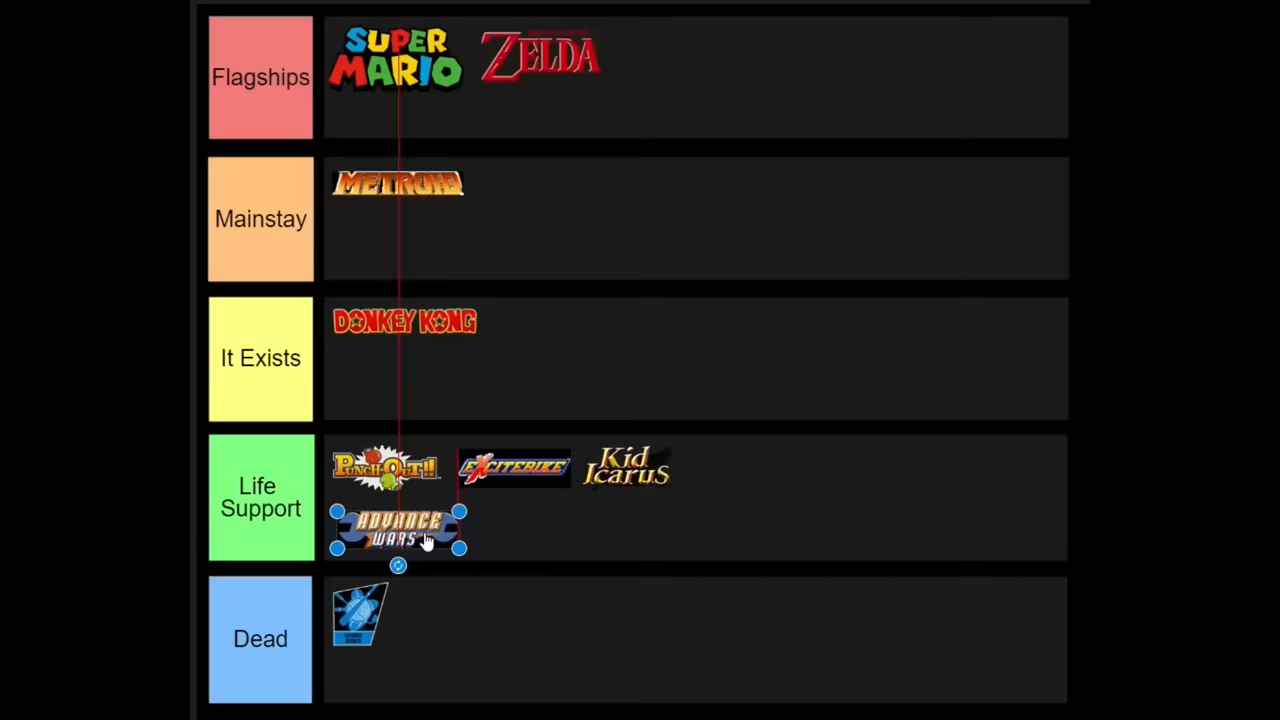 Flagships
SUPER
MARIO
ZELDA
Mainstay
METROID
It Exists
DONKEY KONG
Life
Support
PUNCH-OUT!!
EXCITEBIKE
Kid
Icarus
ADVANCE
WARS
Dead